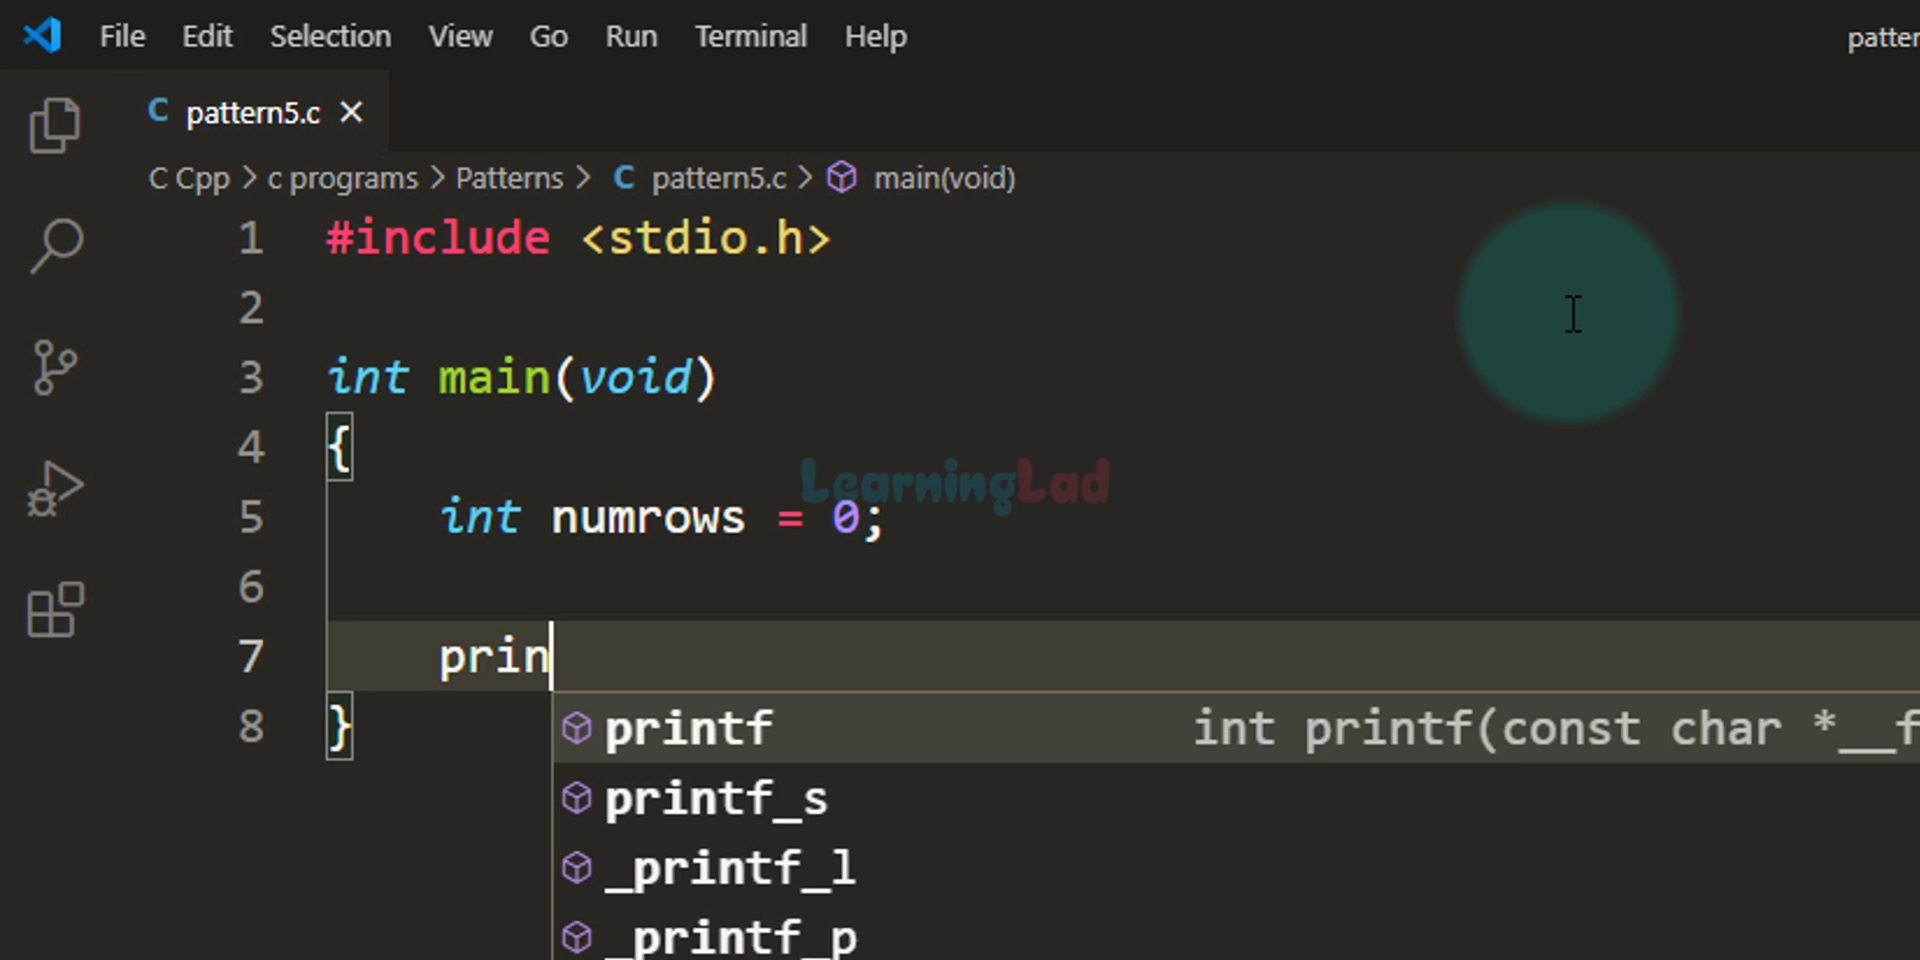 File Edit Selection View Go Run Terminal Help patter
C pattern5.c ×
C Cpp > c programs > Patterns > C pattern5.c > main(void)
1 #include <stdio.h>
2
3 int main(void)
4 {
LearningLad
5 int numrows = 0;
6
7 prin
printf int printf(const char *__f
8 }
printf_s
_printf_l
_printf_p